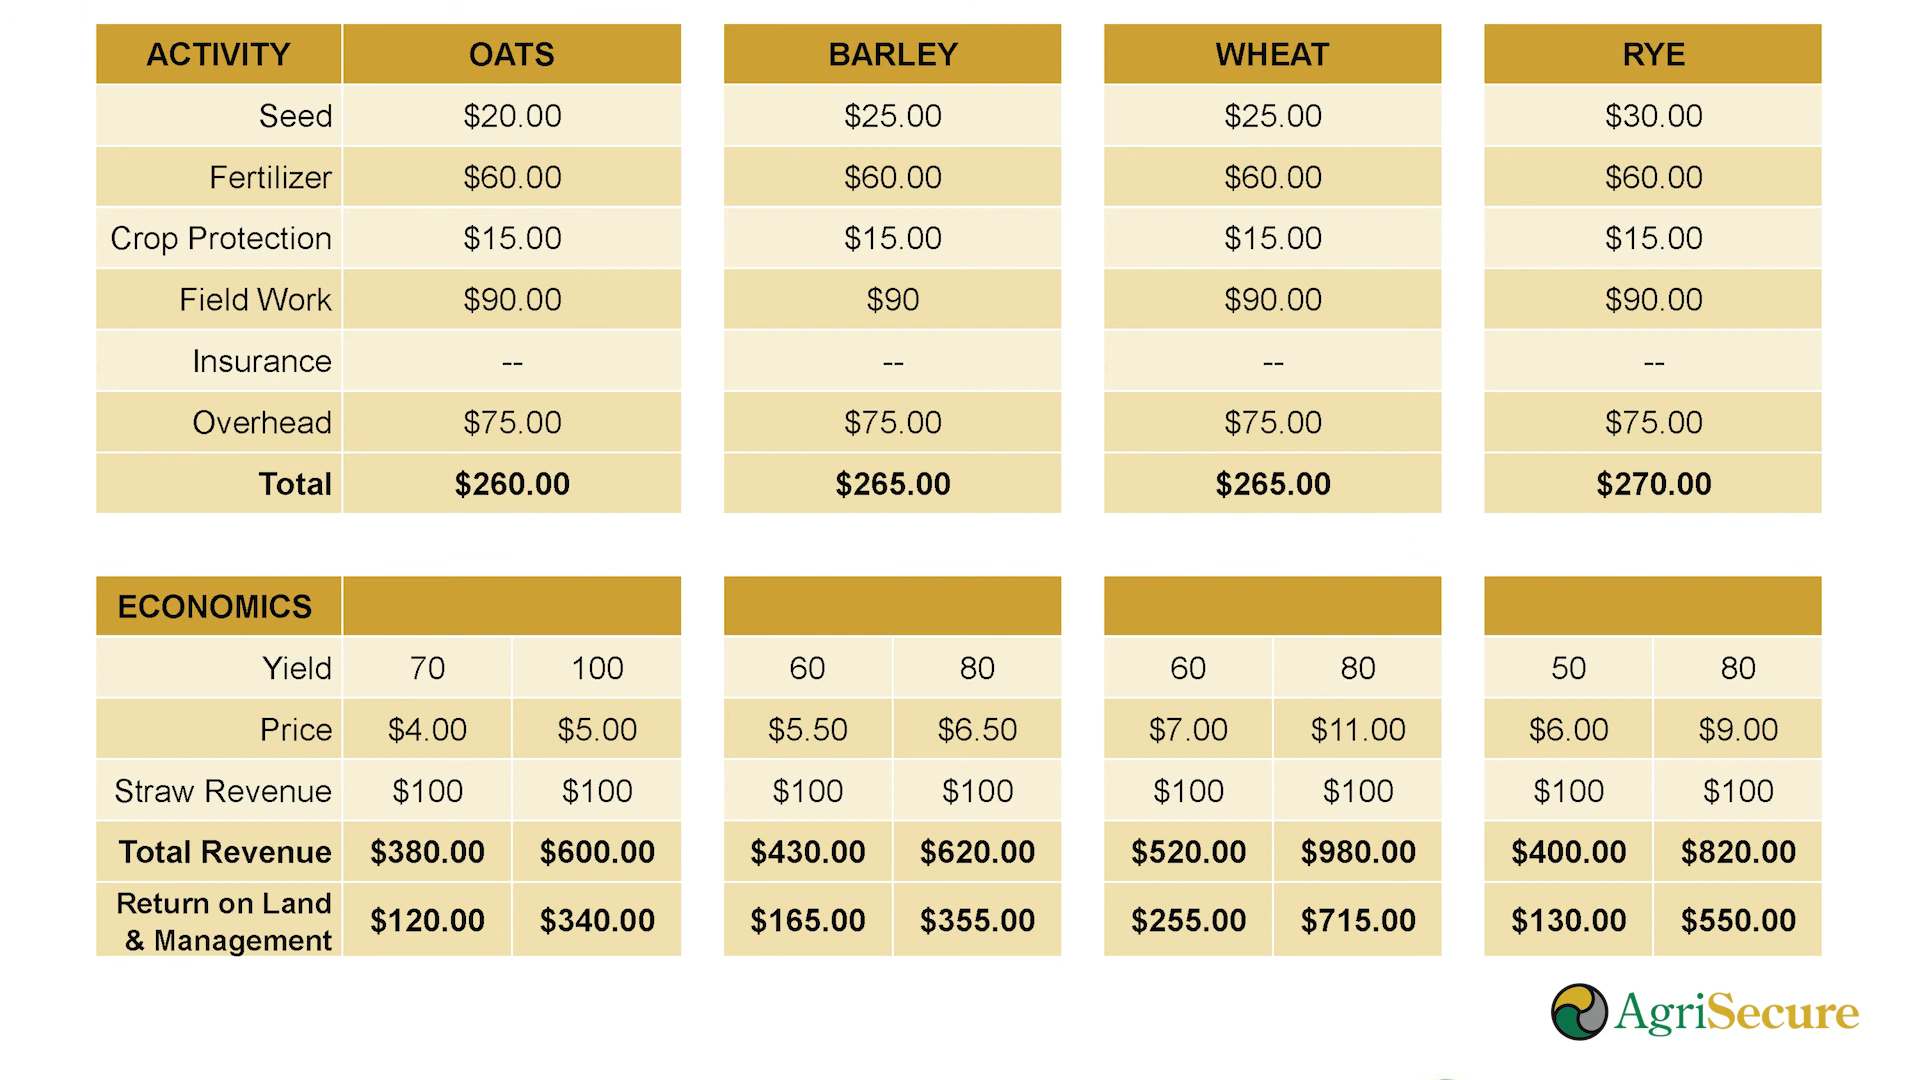 ACTIVITY OATS BARLEY WHEAT RYE
Seed $20.00 $25.00 $25.00 $30.00
Fertilizer $60.00 $60.00 $60.00 $60.00
Crop Protection $15.00 $15.00 $15.00 $15.00
Field Work $90.00 $90 $90.00 $90.00
Insurance -- -- -- --
Overhead $75.00 $75.00 $75.00 $75.00
Total $260.00 $265.00 $265.00 $270.00
ECONOMICS
Yield 70 100 60 80 60 80 50 80
Price $4.00 $5.00 $5.50 $6.50 $7.00 $11.00 $6.00 $9.00
Straw Revenue $100 $100 $100 $100 $100 $100 $100 $100
Total Revenue $380.00 $600.00 $430.00 $620.00 $520.00 $980.00 $400.00 $820.00
Return on Land
& Management $120.00 $340.00 $165.00 $355.00 $255.00 $715.00 $130.00 $550.00
AgriSecure